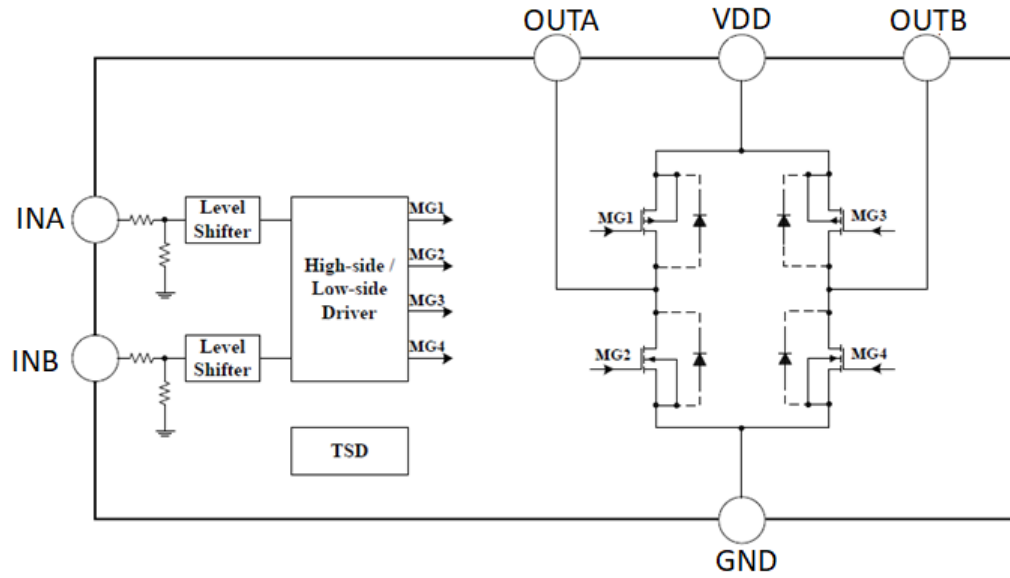 OUTA
VDD
OUTB
INA
Level
Shifter
MG1
MG2
MG3
MG4
High-side /
Low-side
Driver
INB
Level
Shifter
TSD
MG1
MG3
MG2
MG4
GND